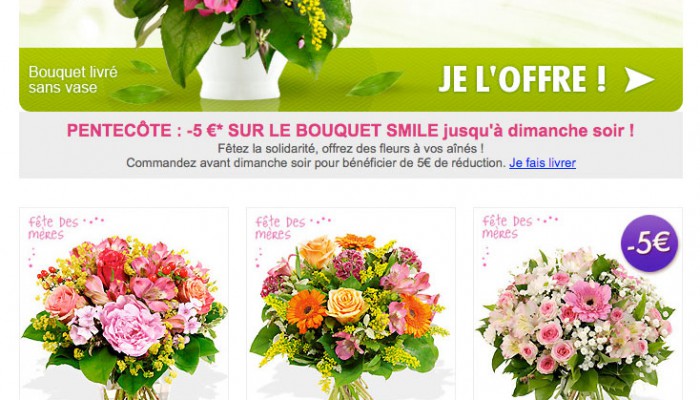 Bouquet livré
sans vase
JE L'OFFRE !
PENTECÔTE : -5 €* SUR LE BOUQUET SMILE jusqu'à dimanche soir !
Fêtez la solidarité, offrez des fleurs à vos aînés !
Commandez avant dimanche soir pour bénéficier de 5€ de réduction. Je fais livrer
fête des
mères
fête des
mères
fête des
mères
-5€